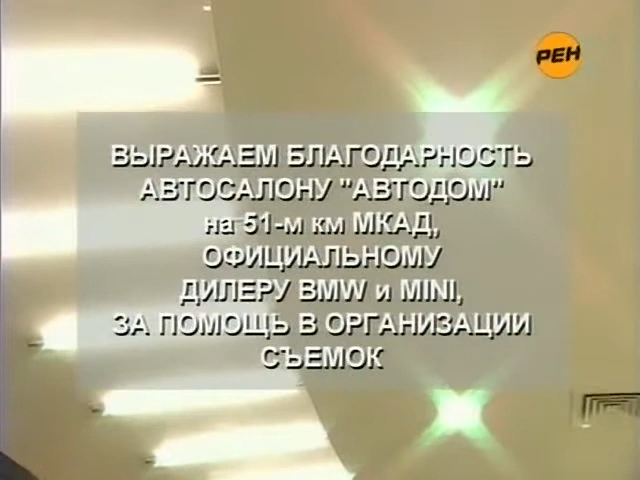 РЕН
ВЫРАЖАЕМ БЛАГОДАРНОСТЬ
АВТОСАЛОНУ "АВТОДОМ"
на 51-м км МКАД,
ОФИЦИАЛЬНОМУ
ДИЛЕРУ BMW и MINI,
ЗА ПОМОЩЬ В ОРГАНИЗАЦИИ
СЪЕМОК